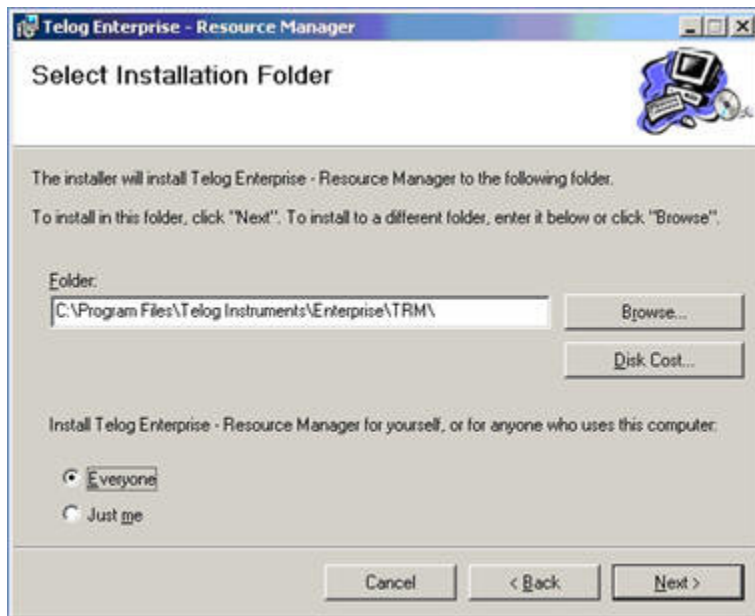 Telog Enterprise - Resource Manager
Select Installation Folder
The installer will install Telog Enterprise - Resource Manager to the following folder.
To install in this folder, click "Next". To install to a different folder, enter it below or click "Browse".
Folder:
C:\Program Files\Telog Instruments\Enterprise\TRM\
Browse...
Disk Cost...
Install Telog Enterprise - Resource Manager for yourself, or for anyone who uses this computer:
Everyone
Just me
Cancel
< Back
Next >